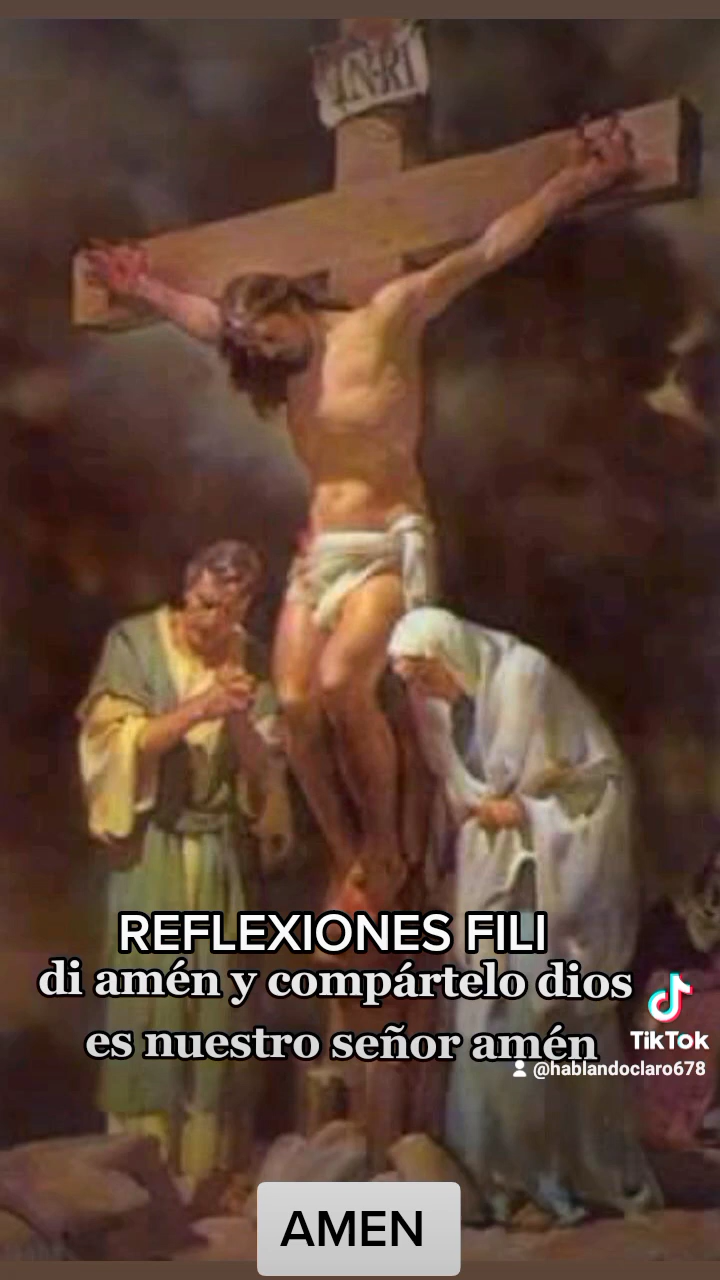 INRI
REFLEXIONES FILI
di amén y compártelo dios
es nuestro señor amén
TikTok
@hablandoclaro678
AMEN